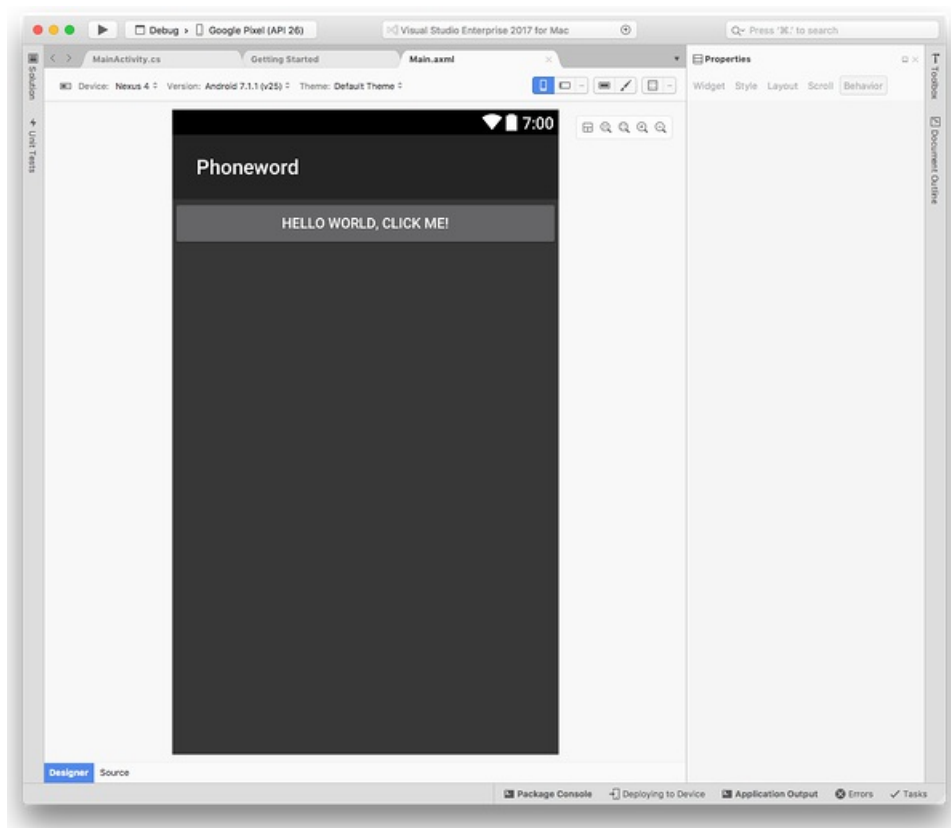 Debug › Google Pixel (API 26)
Visual Studio Enterprise 2017 for Mac
Press '⌘.' to search
Solution
Unit Tests
MainActivity.cs
Getting Started
Main.axml
Device: Nexus 4 Version: Android 7.1.1 (v25) Theme: Default Theme
7:00
Phoneword
HELLO WORLD, CLICK ME!
Properties
Widget Style Layout Scroll Behavior
Toolbox
Document Outline
Designer Source
Package Console Deploying to Device Application Output Errors Tasks